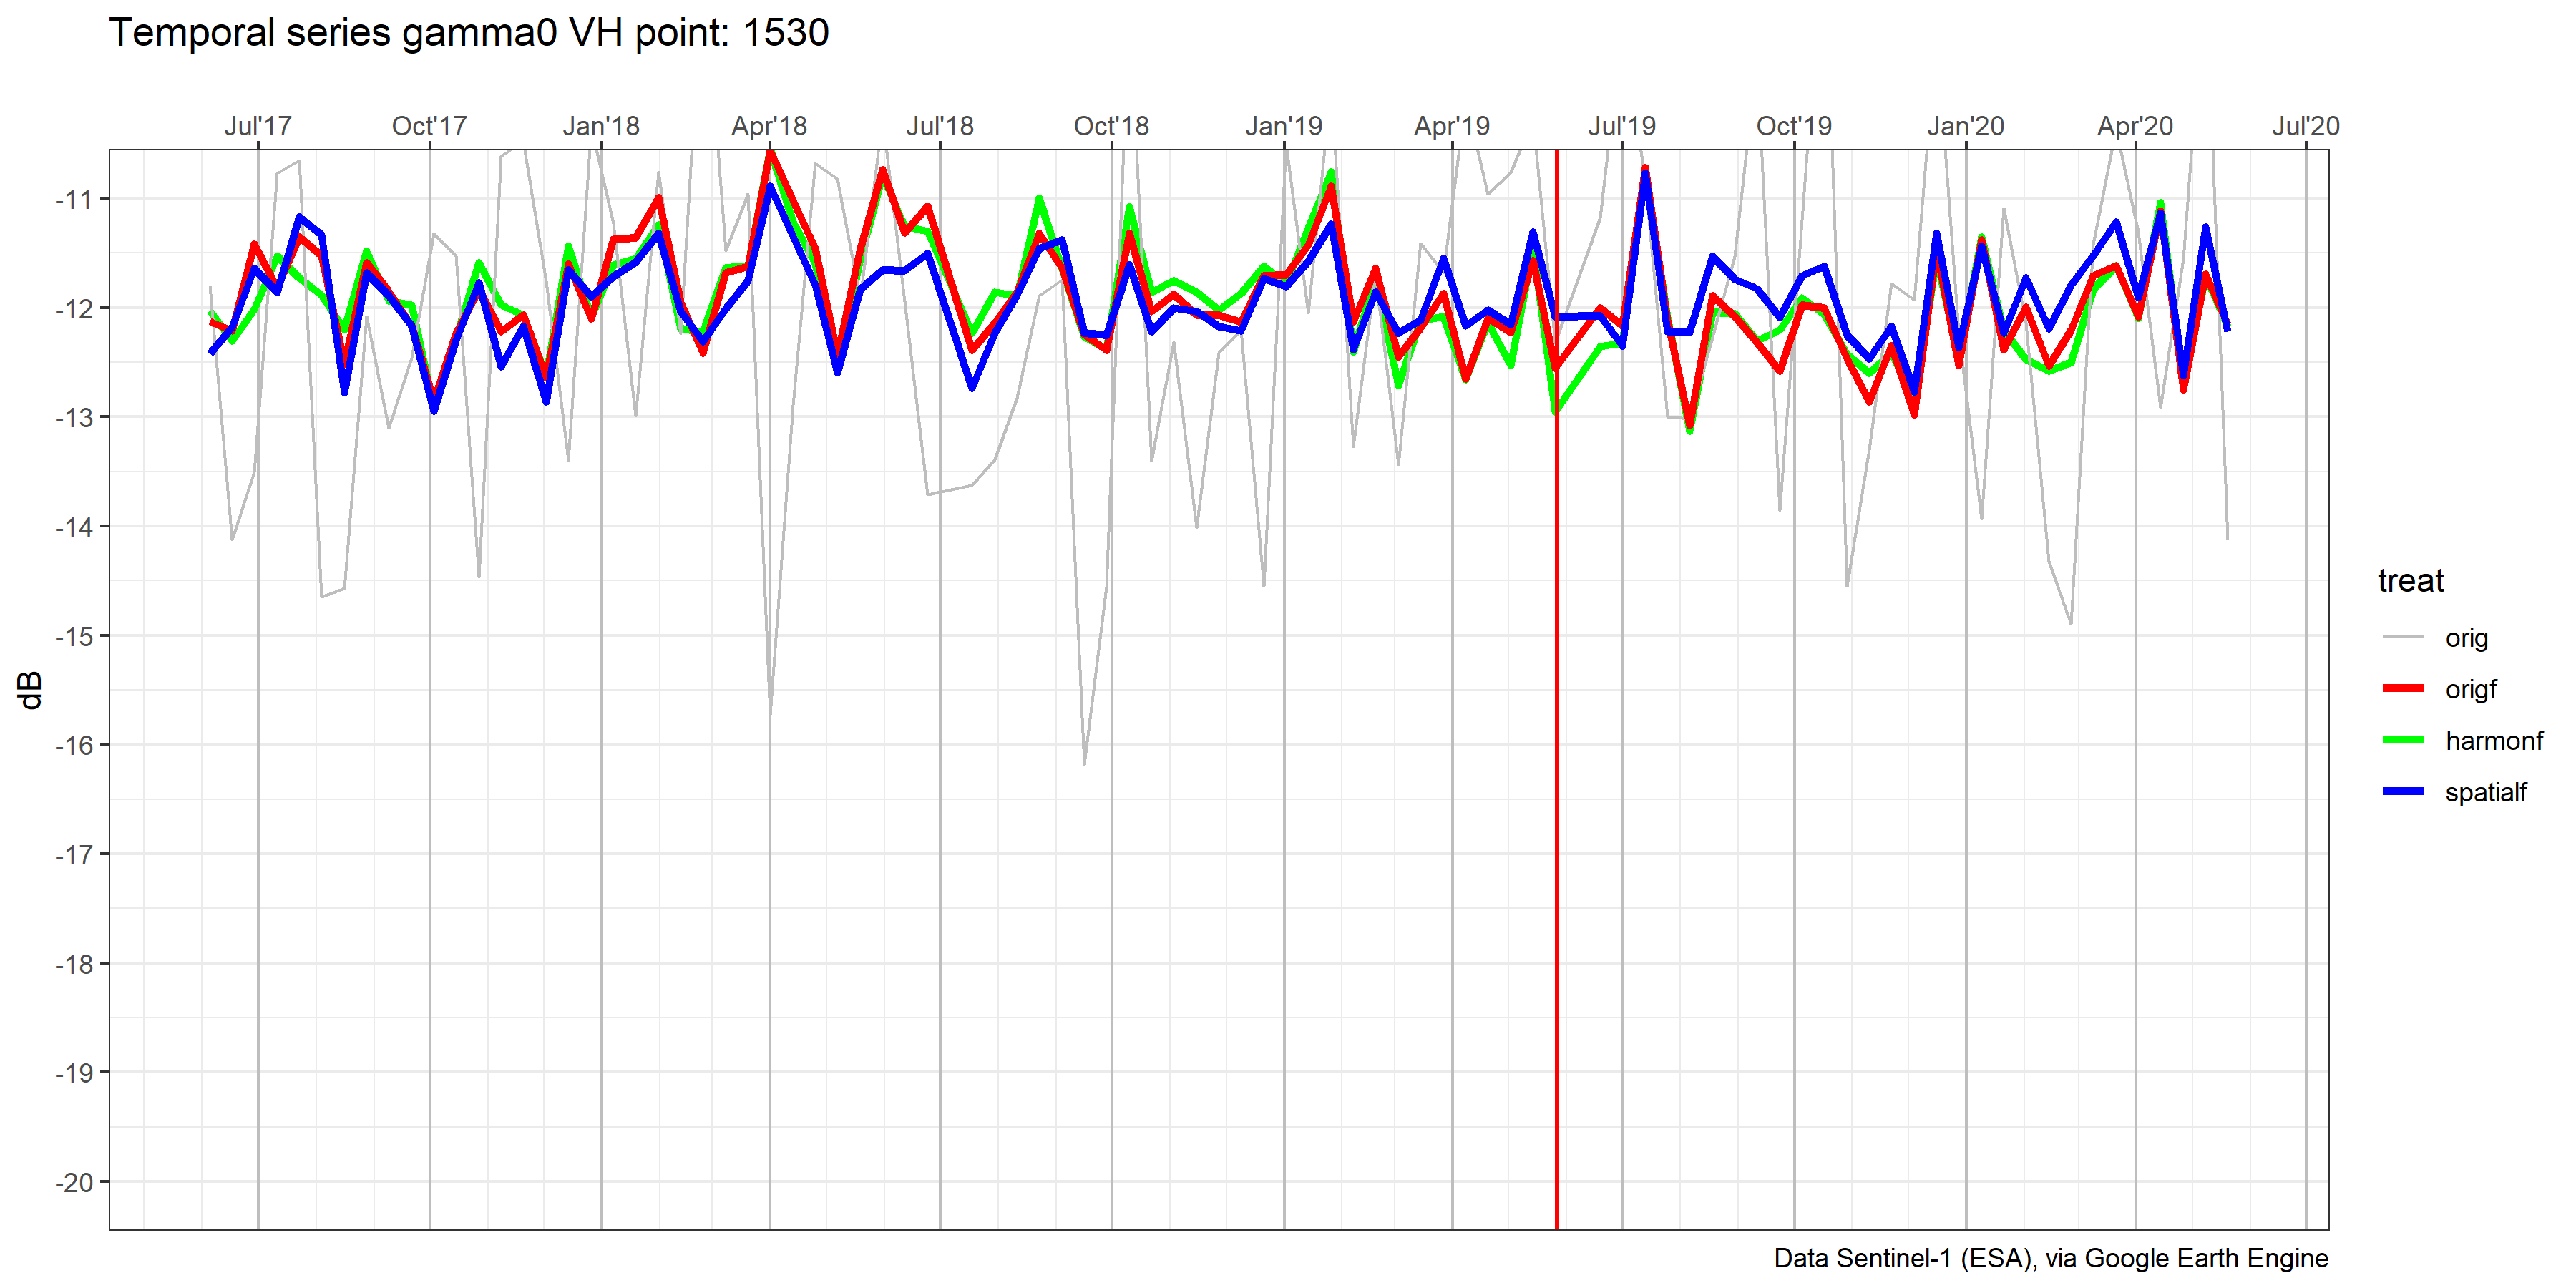 Temporal series gamma0 VH point: 1530
Jul'17 Oct'17 Jan'18 Apr'18 Jul'18 Oct'18 Jan'19 Apr'19 Jul'19 Oct'19 Jan'20 Apr'20 Jul'20
-11
-12
-13
-14
-15
-16
-17
-18
-19
-20
dB
treat
orig
origf
harmonf
spatialf
Data Sentinel-1 (ESA), via Google Earth Engine